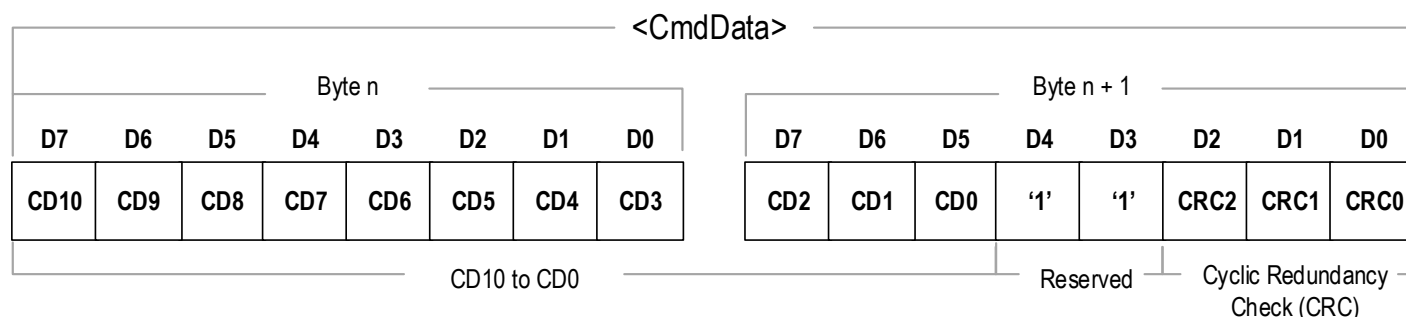 <CmdData>
Byte n
Byte n + 1
D7 D6 D5 D4 D3 D2 D1 D0 D7 D6 D5 D4 D3 D2 D1 D0
CD10 CD9 CD8 CD7 CD6 CD5 CD4 CD3 CD2 CD1 CD0 ‘1’ ‘1’ CRC2 CRC1 CRC0
CD10 to CD0
Reserved
Cyclic Redundancy
Check (CRC)